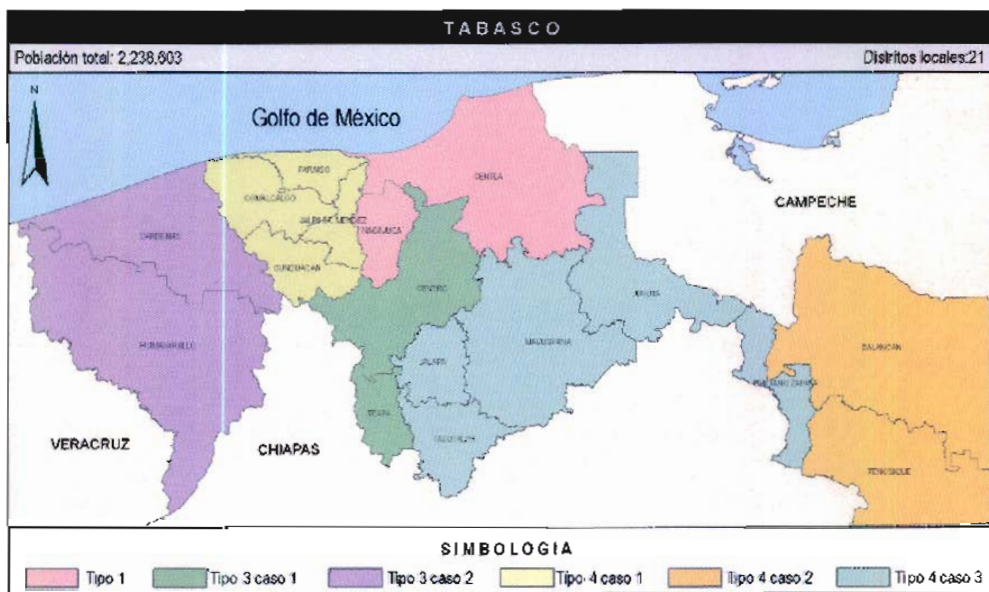 TABASCO
Población total: 2,238,603
Distritos locales:21
N
Golfo de México
PARAISO
CENTLA
COMALCALCO
CAMPECHE
JALPA DE MENDEZ
NACAJUCA
CARDENAS
CUNDUACAN
CENTRO
JONUTA
HUIMANGUILLO
MACUSPANA
BALANCAN
JALAPA
EMILIANO ZAPATA
TEAPA
VERACRUZ
CHIAPAS
TACOTALPA
TENOSIQUE
SIMBOLOGIA
Tipo 1
Tipo 3 caso 1
Tipo 3 caso 2
Tipo 4 caso 1
Tipo 4 caso 2
Tipo 4 caso 3